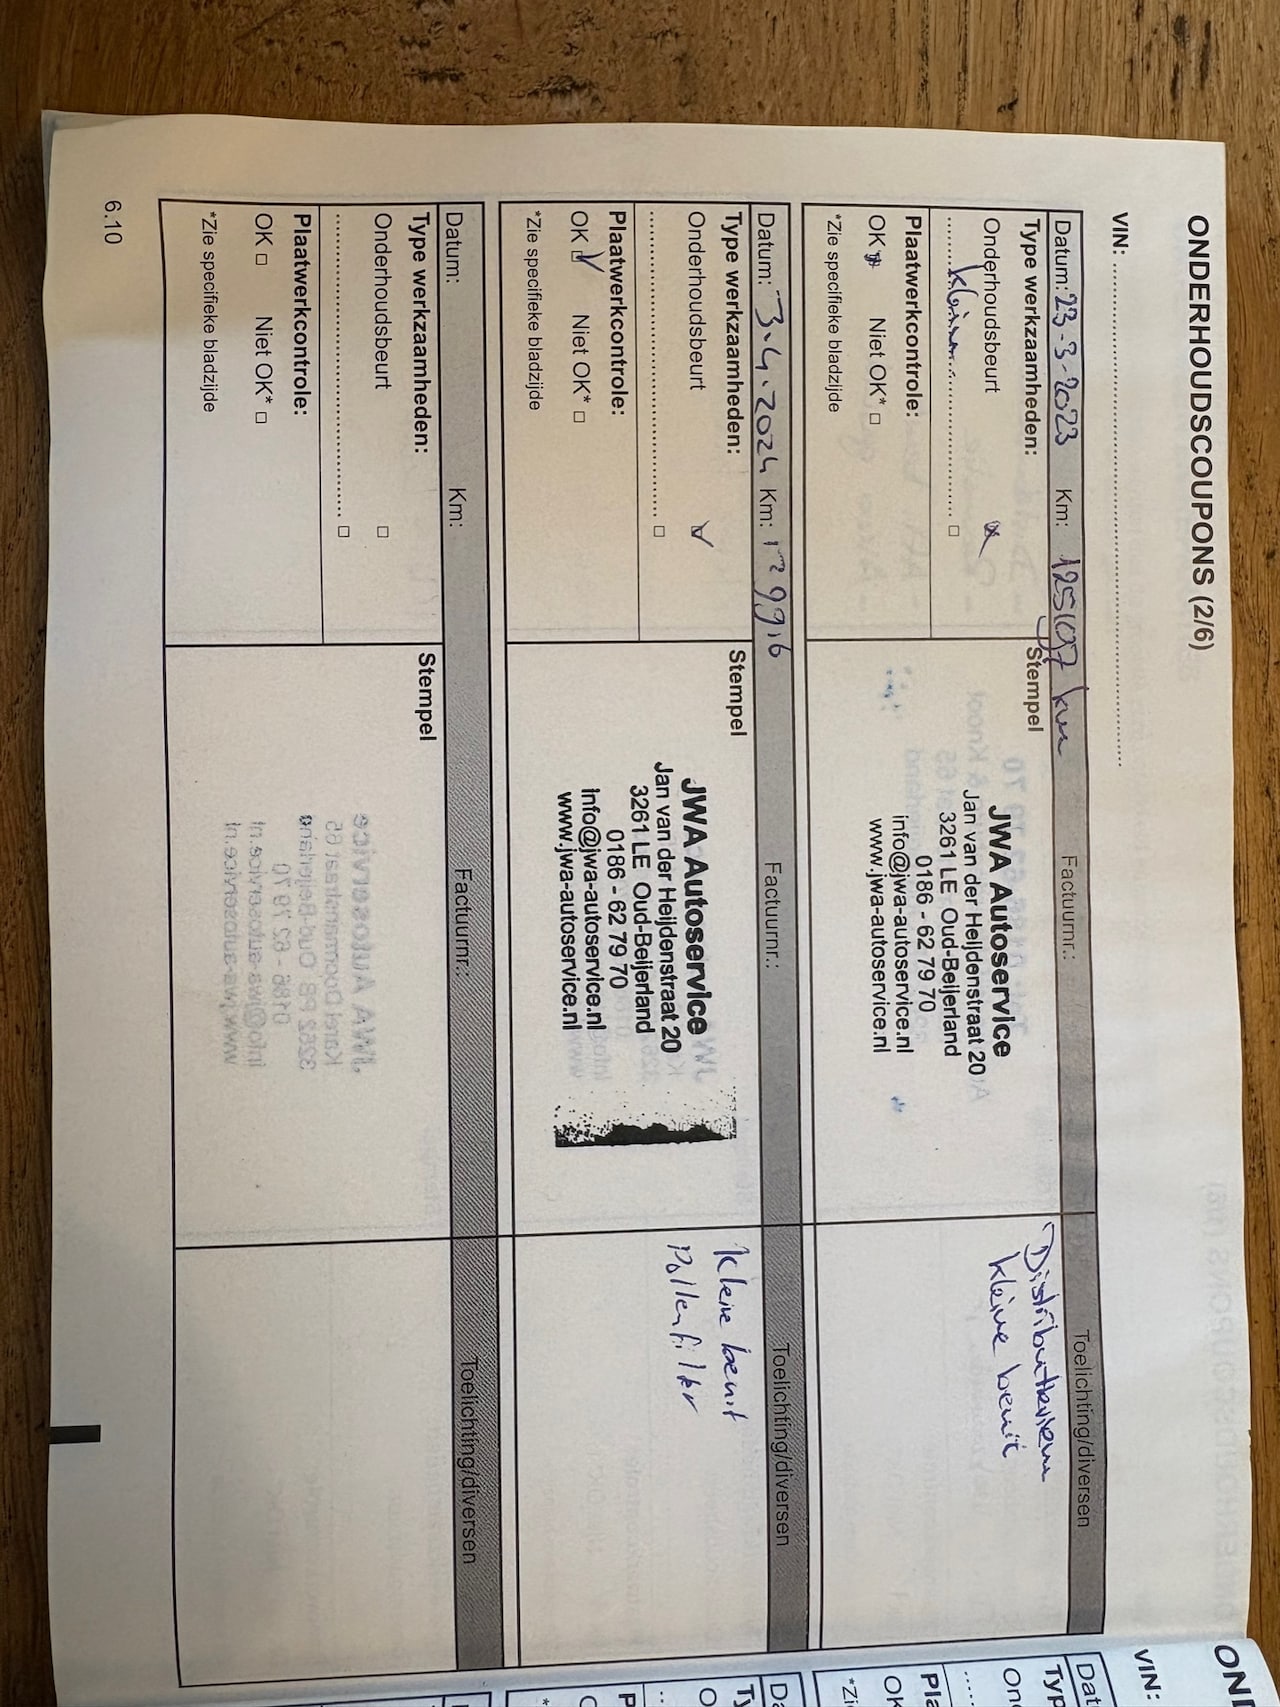 ONDERHOUDSCOUPONS (2/6)
VIN: ..........
Datum: 23-3-2023 Km: 125197 km Factuurnr.: Toelichting/diversen
Type werkzaamheden:
Onderhoudsbeurt
Plaatwerkcontrole:
OK Niet OK* □
*Zie specifieke bladzijde
Stempel
JWA Autoservice
Jan van der Heijdenstraat 20
3261 LE Oud-Beijerland
0186 - 62 79 70
info@jwa-autoservice.nl
www.jwa-autoservice.nl
Distributieriem
kleine beurt
Datum: 3.4.2024 Km: Factuurnr.: Toelichting/diversen
Type werkzaamheden:
Onderhoudsbeurt
.......... □
Plaatwerkcontrole:
OK Niet OK* □
*Zie specifieke bladzijde
Stempel
JWA Autoservice
Jan van der Heijdenstraat 20
3261 LE Oud-Beijerland
0186 - 62 79 70
info@jwa-autoservice.nl
www.jwa-autoservice.nl
kleine beurt
Pollenfilter
Datum: Km: Factuurnr.: Toelichting/diversen
Type werkzaamheden:
Onderhoudsbeurt □
.......... □
Plaatwerkcontrole:
OK □ Niet OK* □
*Zie specifieke bladzijde
Stempel
6.10
VIN: